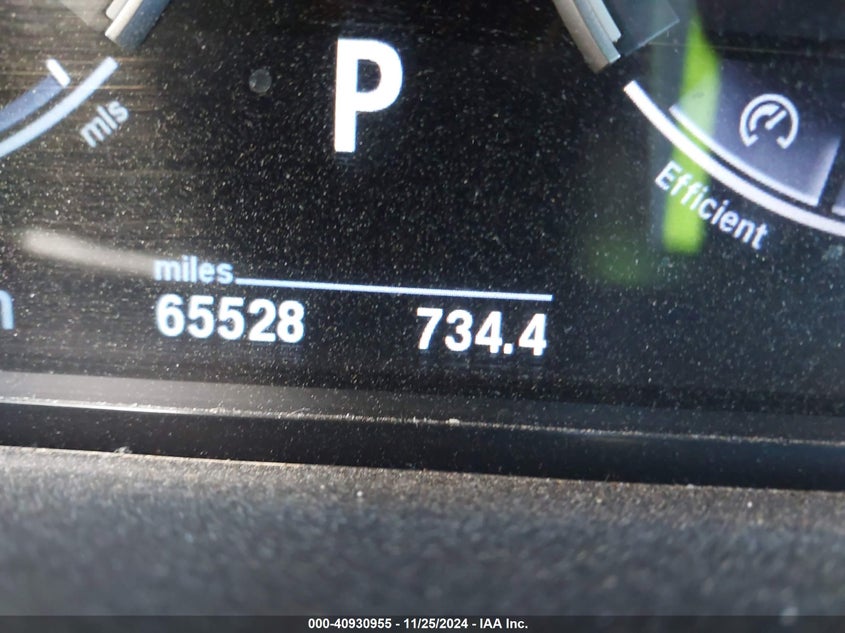 P
mls
Efficient
miles
65528 734.4
000-40930955 - 11/25/2024 - IAA Inc.